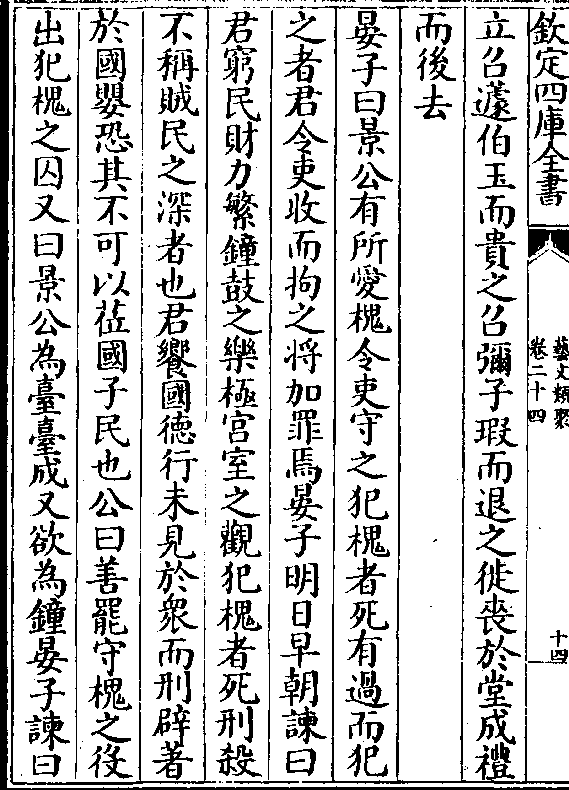 欽定四庫全書
藝文類聚
卷二十四
十四
立召蘧伯玉而貴之召彌子瑕而退之徙喪於堂成禮
而後去
晏子曰景公有所愛槐令吏守之犯槐者死有過而犯
之者君令吏收而拘之将加罪焉晏子明日早朝諫曰
君窮民財力繁鐘鼓之樂極宫室之觀犯槐者死刑殺
不稱賊民之深者也君饗國徳行未見於衆而刑辟著
於國嬰恐其不可以莅國子民也公曰善罷守槐之役
出犯槐之囚又曰景公為臺臺成又欲為鐘晏子諫曰